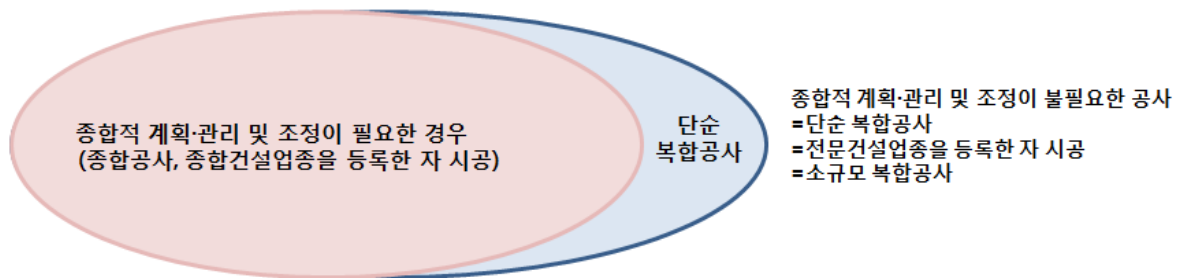 종합적 계획·관리 및 조정이 필요한 경우
(종합공사, 종합건설업종을 등록한 자 시공)
단순
복합공사
종합적 계획·관리 및 조정이 불필요한 공사
=단순 복합공사
=전문건설업종을 등록한 자 시공
=소규모 복합공사